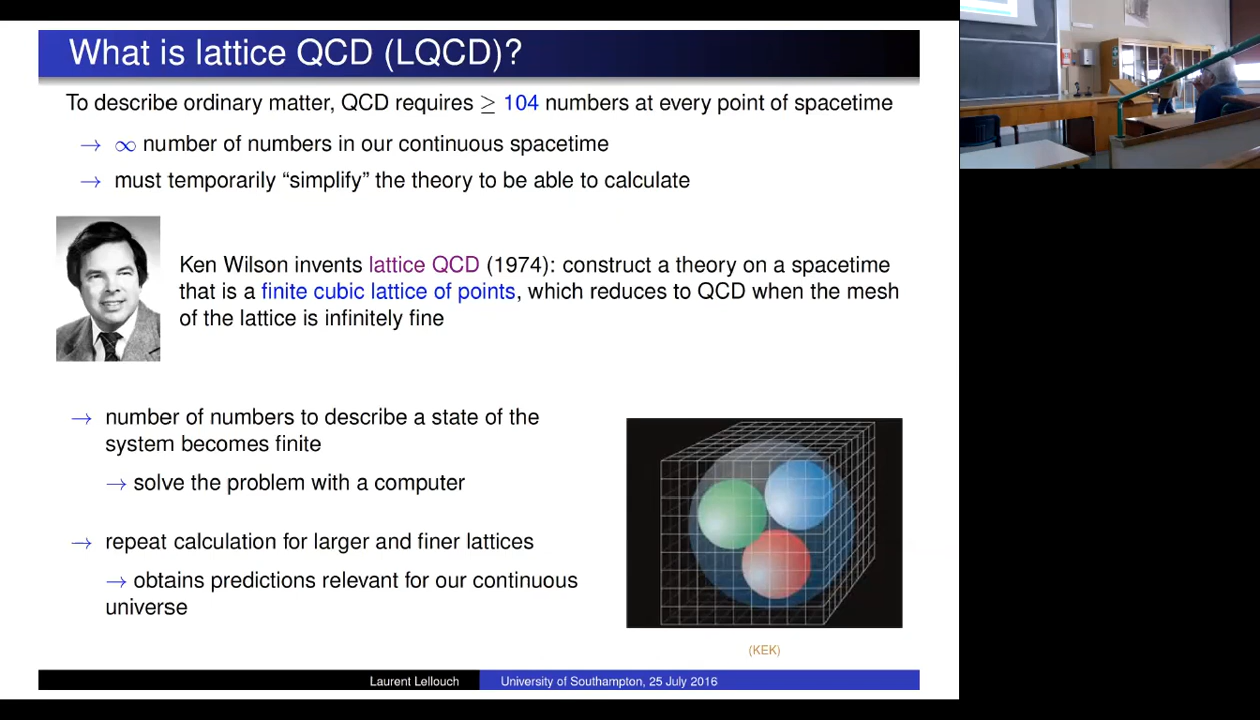 What is lattice QCD (LQCD)?
To describe ordinary matter, QCD requires ≥ 104 numbers at every point of spacetime
→ ∞ number of numbers in our continuous spacetime
→ must temporarily “simplify” the theory to be able to calculate
Ken Wilson invents lattice QCD (1974): construct a theory on a spacetime
that is a finite cubic lattice of points, which reduces to QCD when the mesh
of the lattice is infinitely fine
→ number of numbers to describe a state of the
system becomes finite
→ solve the problem with a computer
→ repeat calculation for larger and finer lattices
→ obtains predictions relevant for our continuous
universe
(KEK)
Laurent Lellouch
University of Southampton, 25 July 2016